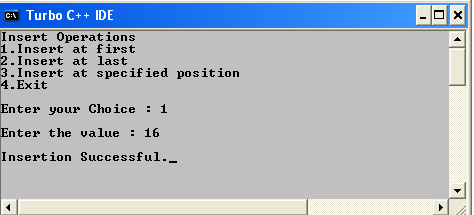 Turbo C++ IDE
Insert Operations
1.Insert at first
2.Insert at last
3.Insert at specified position
4.Exit
Enter your Choice : 1
Enter the value : 16
Insertion Successful._